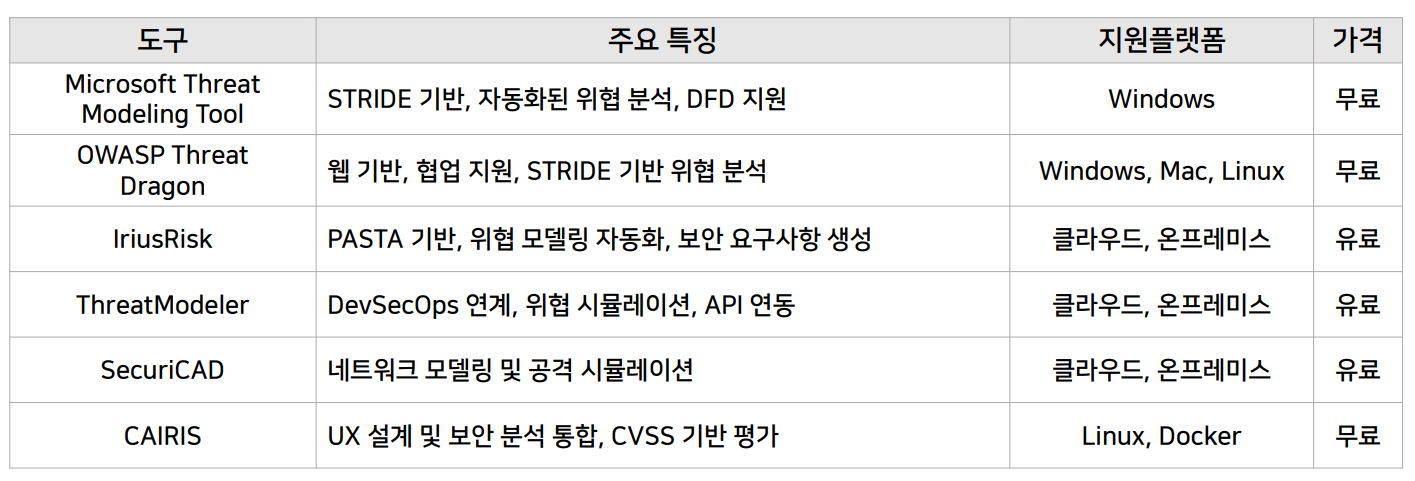 도구 주요 특징 지원플랫폼 가격
Microsoft Threat
Modeling Tool
STRIDE 기반, 자동화된 위협 분석, DFD 지원
Windows
무료
OWASP Threat
Dragon
웹 기반, 협업 지원, STRIDE 기반 위협 분석
Windows, Mac, Linux
무료
IriusRisk
PASTA 기반, 위협 모델링 자동화, 보안 요구사항 생성
클라우드, 온프레미스
유료
ThreatModeler
DevSecOps 연계, 위협 시뮬레이션, API 연동
클라우드, 온프레미스
유료
SecuriCAD
네트워크 모델링 및 공격 시뮬레이션
클라우드, 온프레미스
유료
CAIRIS
UX 설계 및 보안 분석 통합, CVSS 기반 평가
Linux, Docker
무료